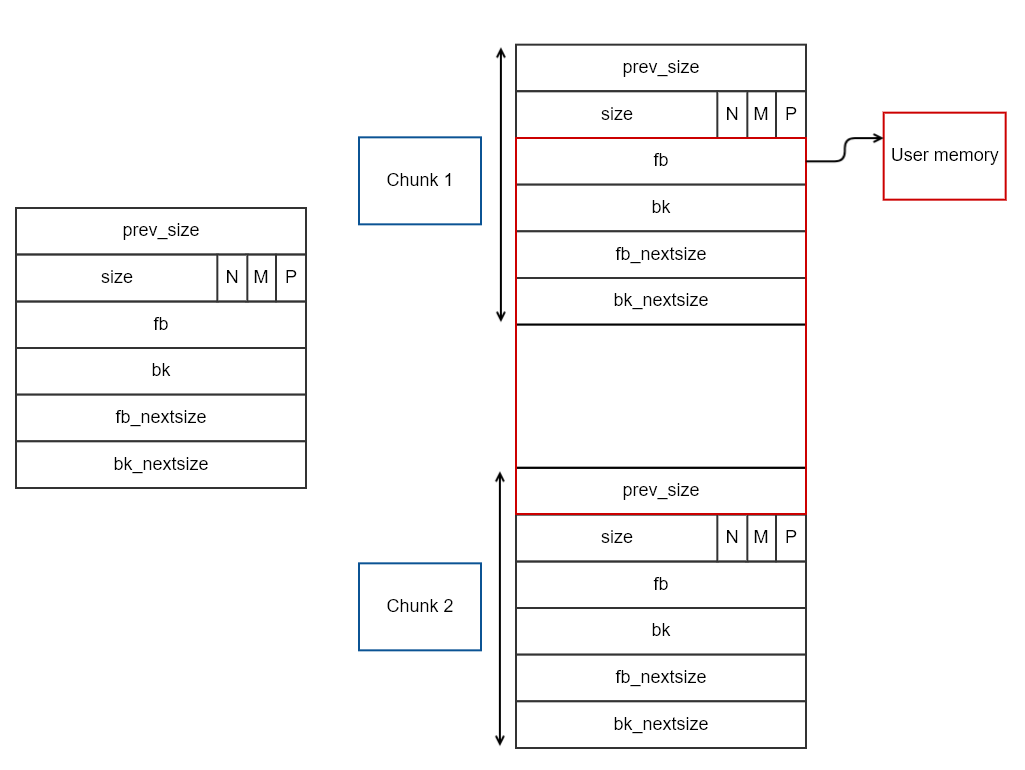 prev_size
size N M P
fb
bk
fb_nextsize
bk_nextsize
Chunk 1
prev_size
size N M P
fb
bk
fb_nextsize
bk_nextsize
User memory
Chunk 2
prev_size
size N M P
fb
bk
fb_nextsize
bk_nextsize